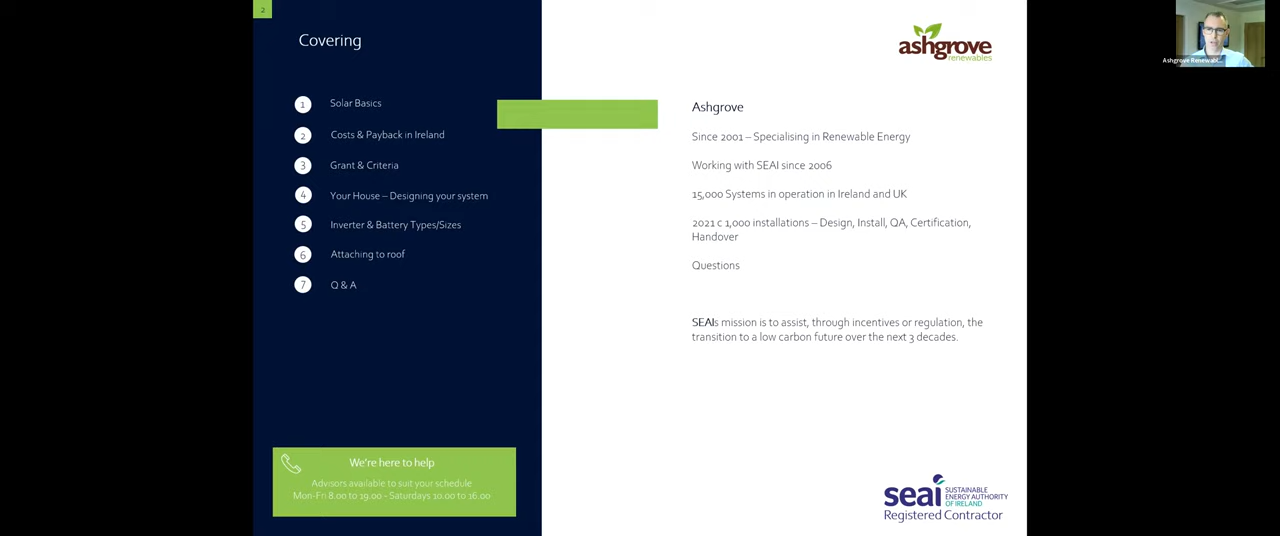 2
Covering
1 Solar Basics
2 Costs & Payback in Ireland
3 Grant & Criteria
4 Your House – Designing your system
5 Inverter & Battery Types/Sizes
6 Attaching to roof
7 Q & A
We're here to help
Advisors available to suit your schedule
Mon-Fri 8.00 to 19.00 - Saturdays 10.00 to 16.00
ashgrove
renewables
Ashgrove
Since 2001 – Specialising in Renewable Energy
Working with SEAI since 2006
15,000 Systems in operation in Ireland and UK
2021 c 1,000 installations – Design, Install, QA, Certification,
Handover
Questions
SEAIs mission is to assist, through incentives or regulation, the
transition to a low carbon future over the next 3 decades.
seai SUSTAINABLE
ENERGY AUTHORITY
OF IRELAND
Registered Contractor
Ashgrove Renewabl...